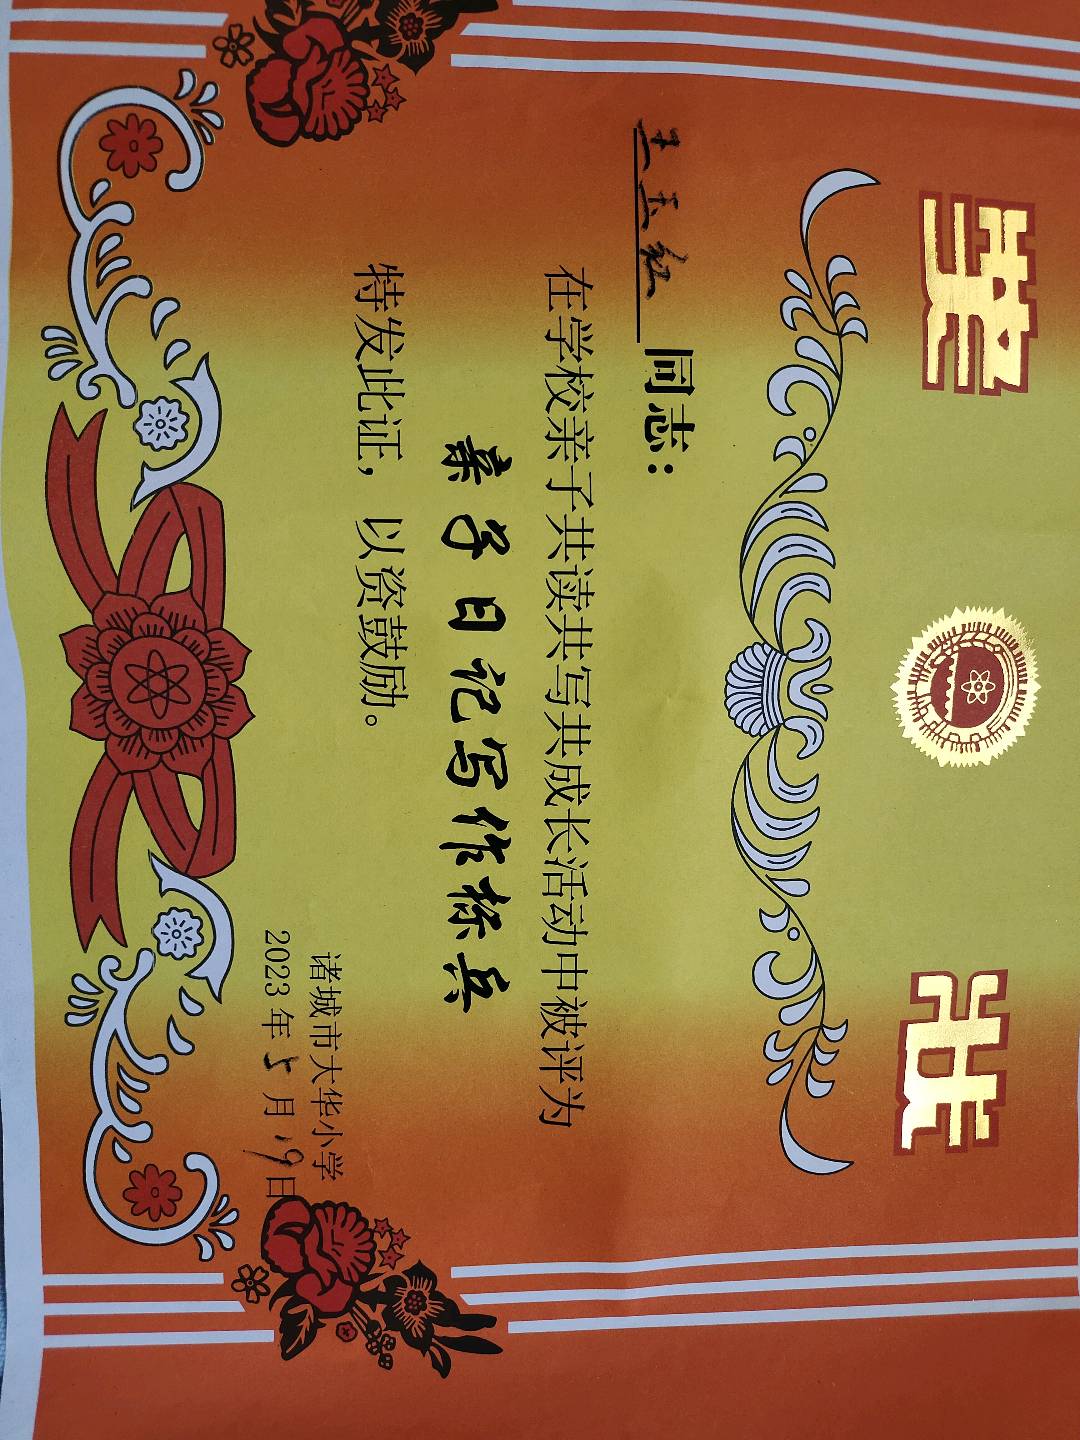 奖状
王玉红同志：
在学校亲子共读共写共成长活动中被评为
亲子日记写作标兵
特发此证，以资鼓励。
诸城市大华小学
2023年5月19日